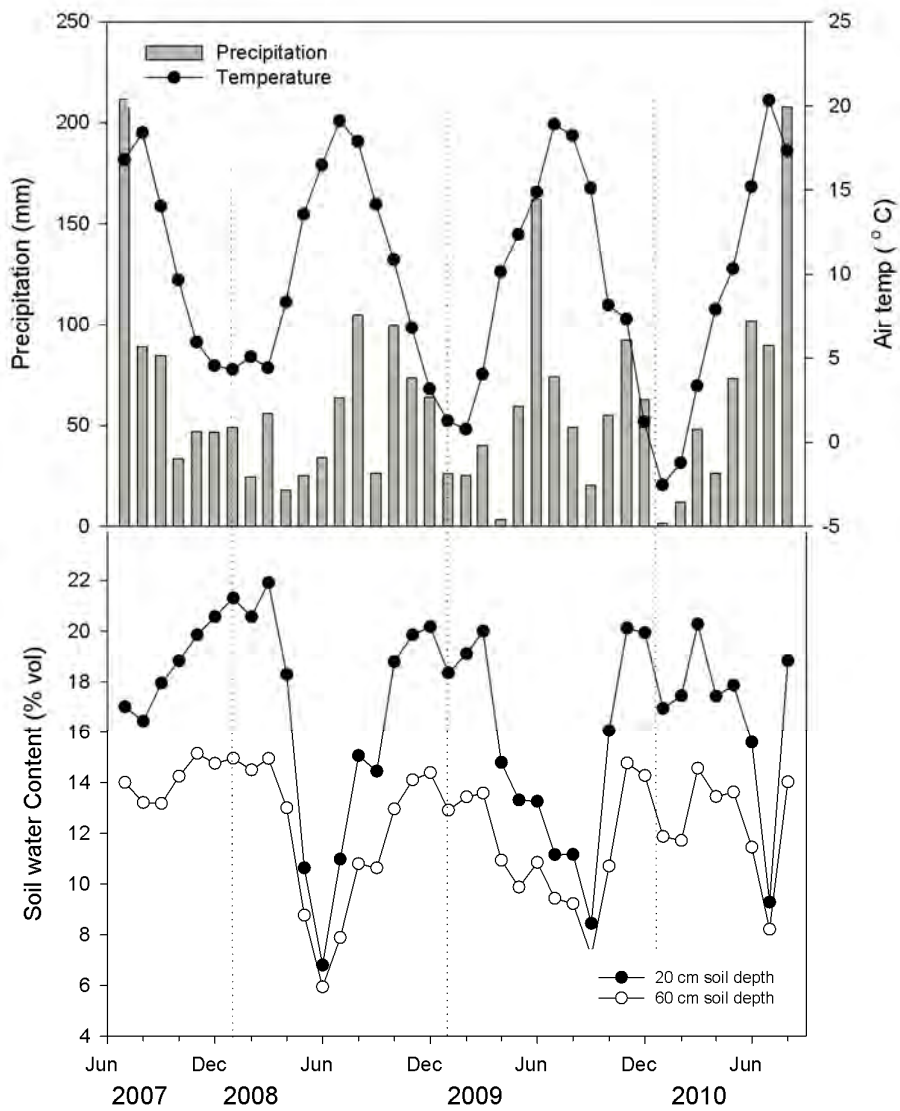 250
200
150
100
50
0
Precipitation (mm)
Precipitation
Temperature
25
20
15
10
5
0
-5
Air temp ( ° C)
22
20
18
16
14
12
10
8
6
4
Soil water Content (% vol)
20 cm soil depth
60 cm soil depth
Jun Dec Jun Dec Jun Dec Jun
2007 2008 2009 2010